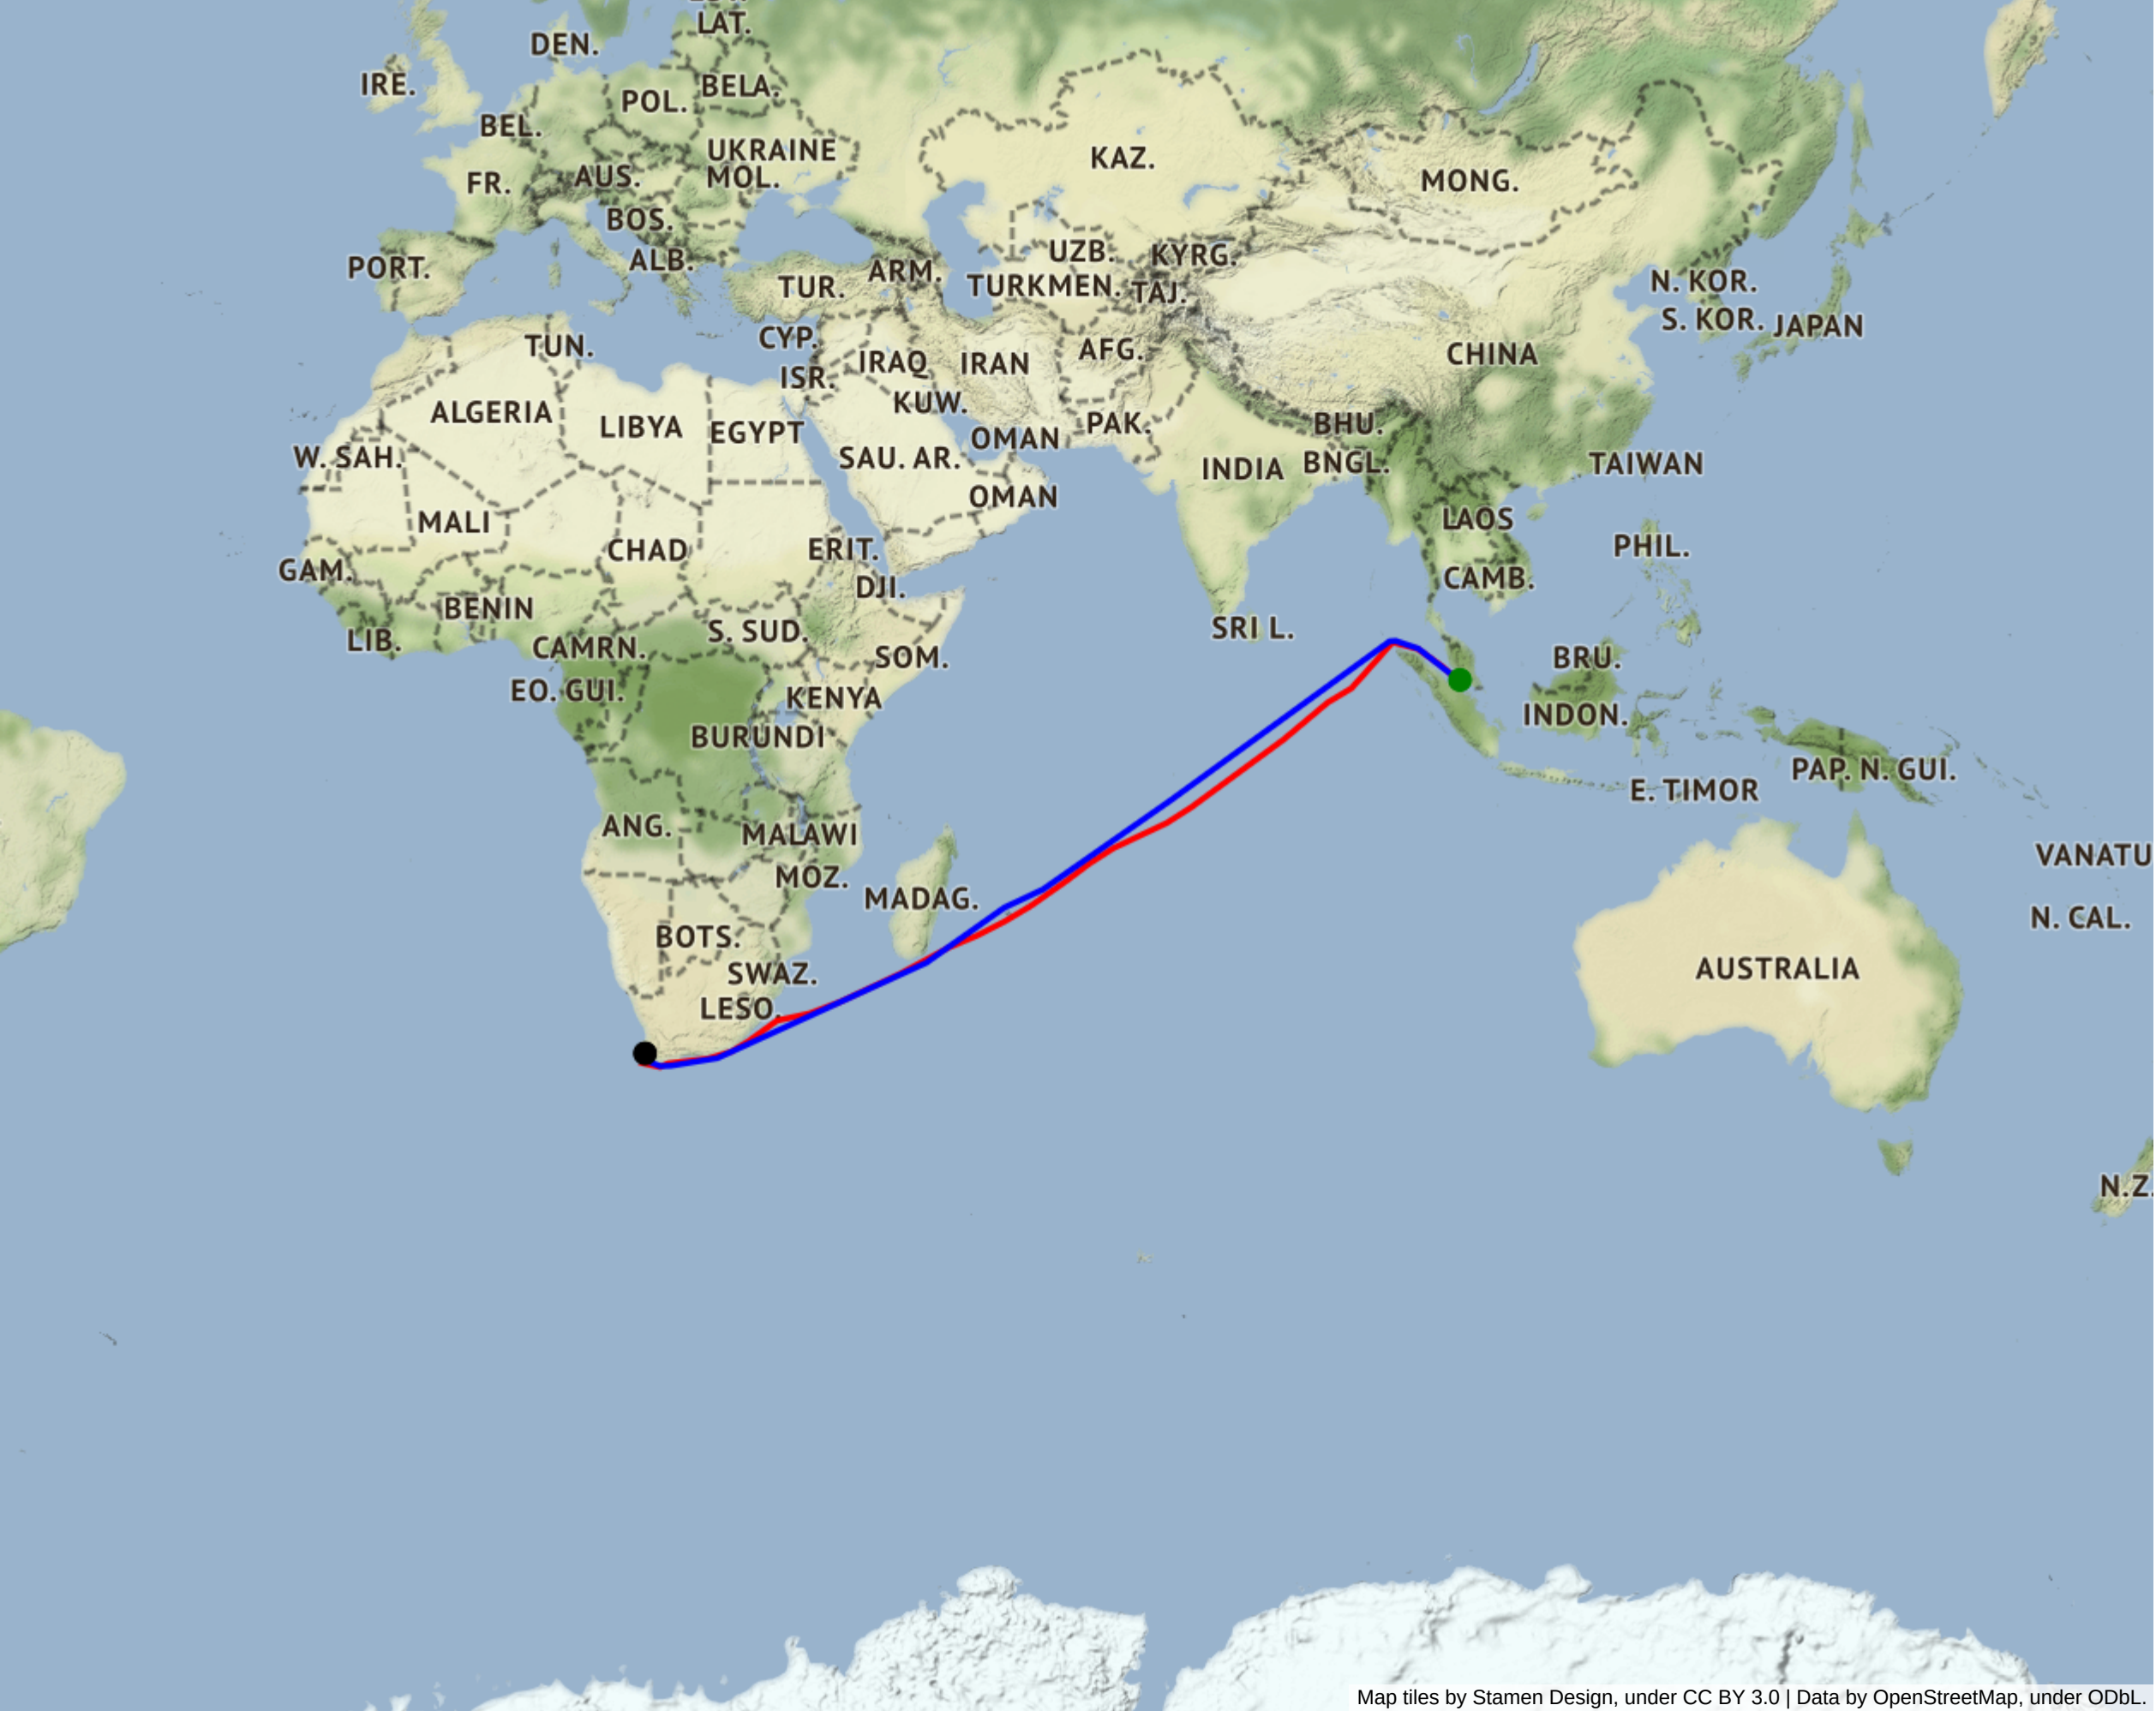 LAT.
DEN.
IRE.
BELA.
POL.
BEL.
UKRAINE
KAZ.
AUS.
MOL.
FR.
MONG.
BOS.
UZB.
KYRG.
ALB.
PORT.
ARM.
TUR.
TURKMEN.
TAJ.
N. KOR.
S. KOR.
JAPAN
CYP.
TUN.
AFG.
CHINA
IRAQ
IRAN
ISR.
KUW.
ALGERIA
LIBYA
EGYPT
PAK.
BHU.
OMAN
W. SAH.
SAU. AR.
INDIA
BNGL.
TAIWAN
OMAN
MALI
LAOS
CHAD
ERIT.
PHIL.
GAM.
DJI.
CAMB.
BENIN
LIB.
CAMRN.
S. SUD.
SRI L.
SOM.
BRU.
EQ. GUI.
KENYA
INDON.
BURUNDI
PAP. N. GUI.
E. TIMOR
ANG.
MALAWI
VANATU
MOZ.
MADAG.
N. CAL.
BOTS.
SWAZ.
AUSTRALIA
LESO.
N.Z.
Map tiles by Stamen Design, under CC BY 3.0 | Data by OpenStreetMap, under ODbL.